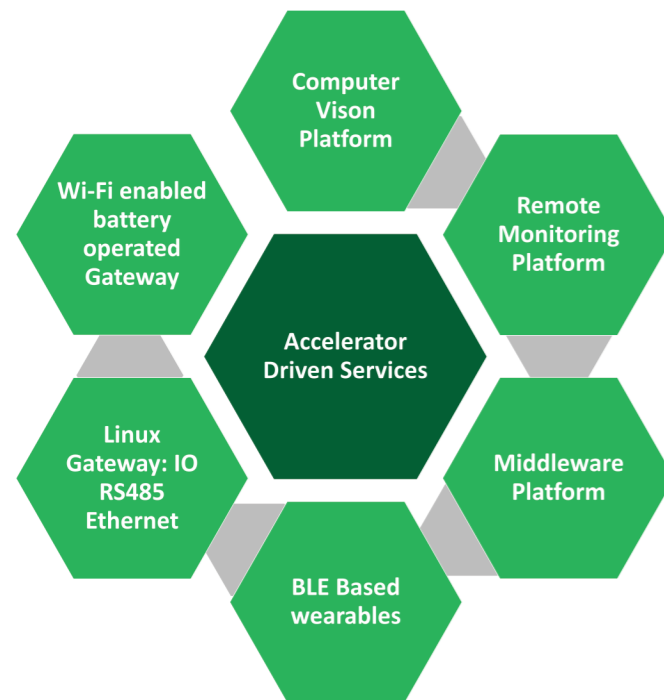 Computer
Vison
Platform
Wi-Fi enabled
battery
operated
Gateway
Remote
Monitoring
Platform
Accelerator
Driven Services
Linux
Gateway: IO
RS485
Ethernet
Middleware
Platform
BLE Based
wearables